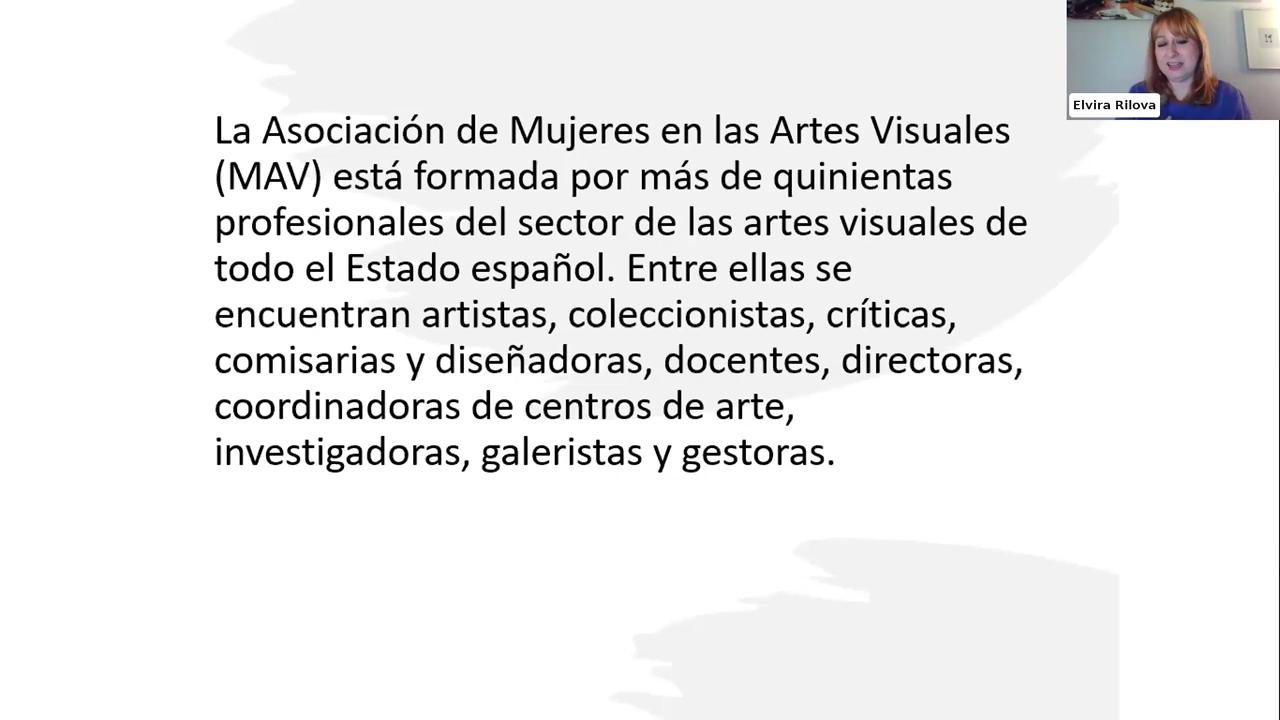 La Asociación de Mujeres en las Artes Visuales
(MAV) está formada por más de quinientas
profesionales del sector de las artes visuales de
todo el Estado español. Entre ellas se
encuentran artistas, coleccionistas, críticas,
comisarias y diseñadoras, docentes, directoras,
coordinadoras de centros de arte,
investigadoras, galeristas y gestoras.
Elvira Rilova